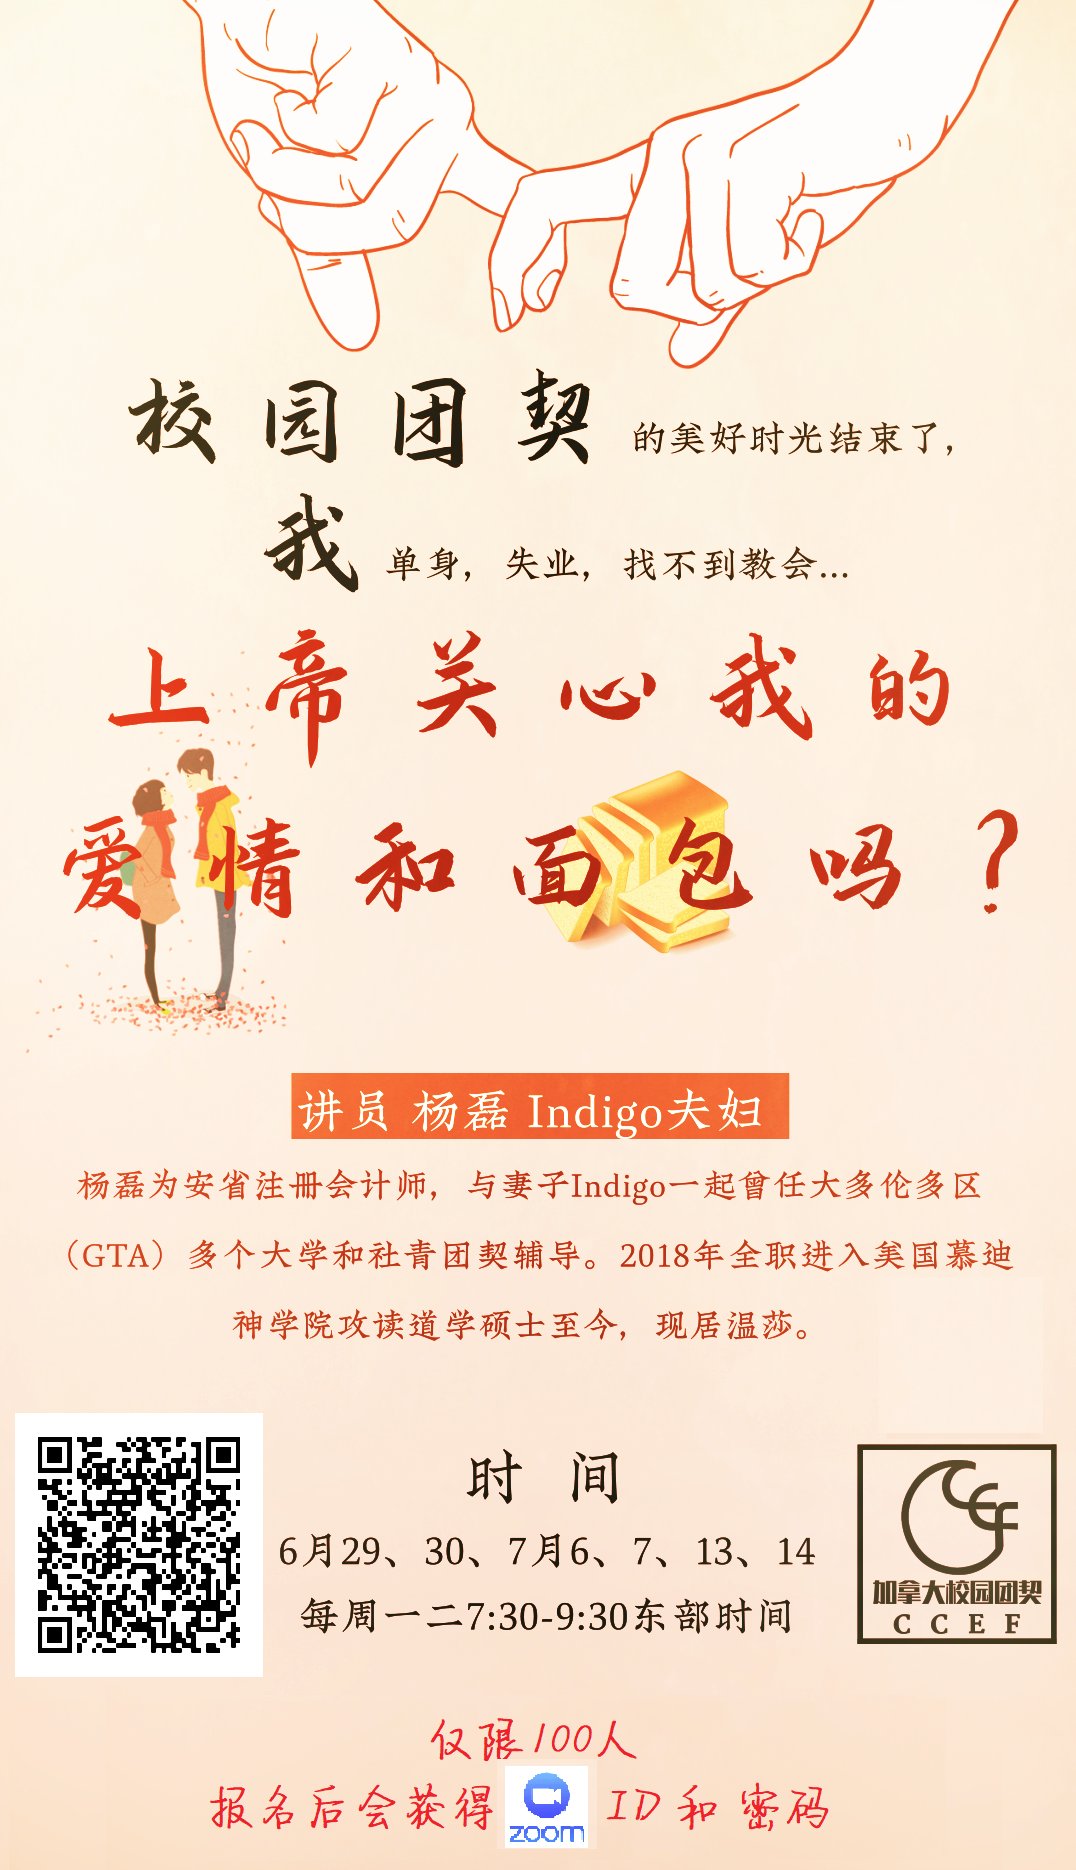 校园团契的美好时光结束了，
我单身，失业，找不到教会...
上帝关心我的
爱情和面包吗？
讲员 杨磊 Indigo夫妇
杨磊为安省注册会计师，与妻子Indigo一起曾任大多伦多区
（GTA）多个大学和社青团契辅导。2018年全职进入美国慕迪
神学院攻读道学硕士至今，现居温莎。
时间
6月29、30、7月6、7、13、14
每周一二7:30-9:30东部时间
CEF
加拿大校园团契
CCEF
仅限100人
报名后会获得 zoom ID和密码